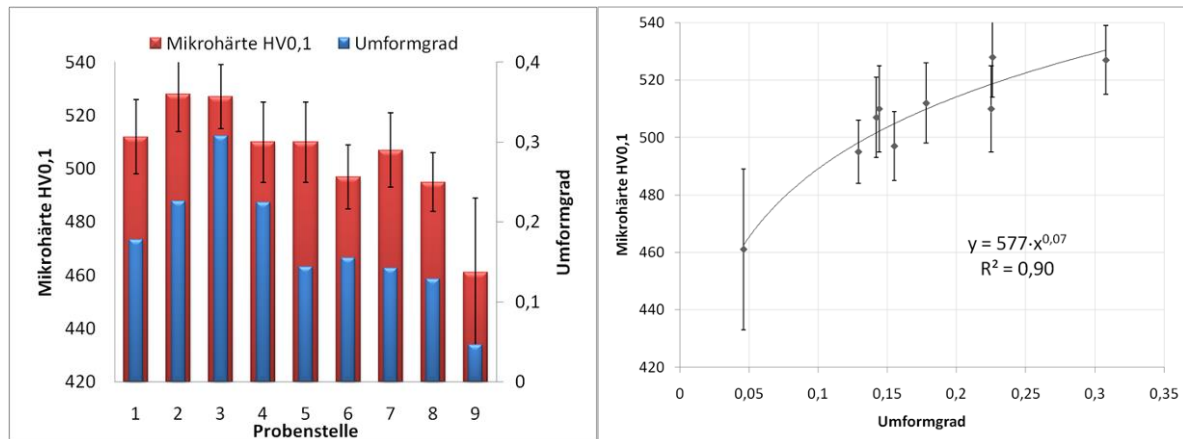 Mikrohärte HV0,1
Umformgrad
540
520
500
480
460
440
420
Mikrohärte HV0,1
0,4
0,3
0,2
0,1
0
Umformgrad
1 2 3 4 5 6 7 8 9
Probenstelle
540
520
500
480
460
440
420
Mikrohärte HV0,1
y = 577·x^0,07
R² = 0,90
0 0,05 0,1 0,15 0,2 0,25 0,3 0,35
Umformgrad